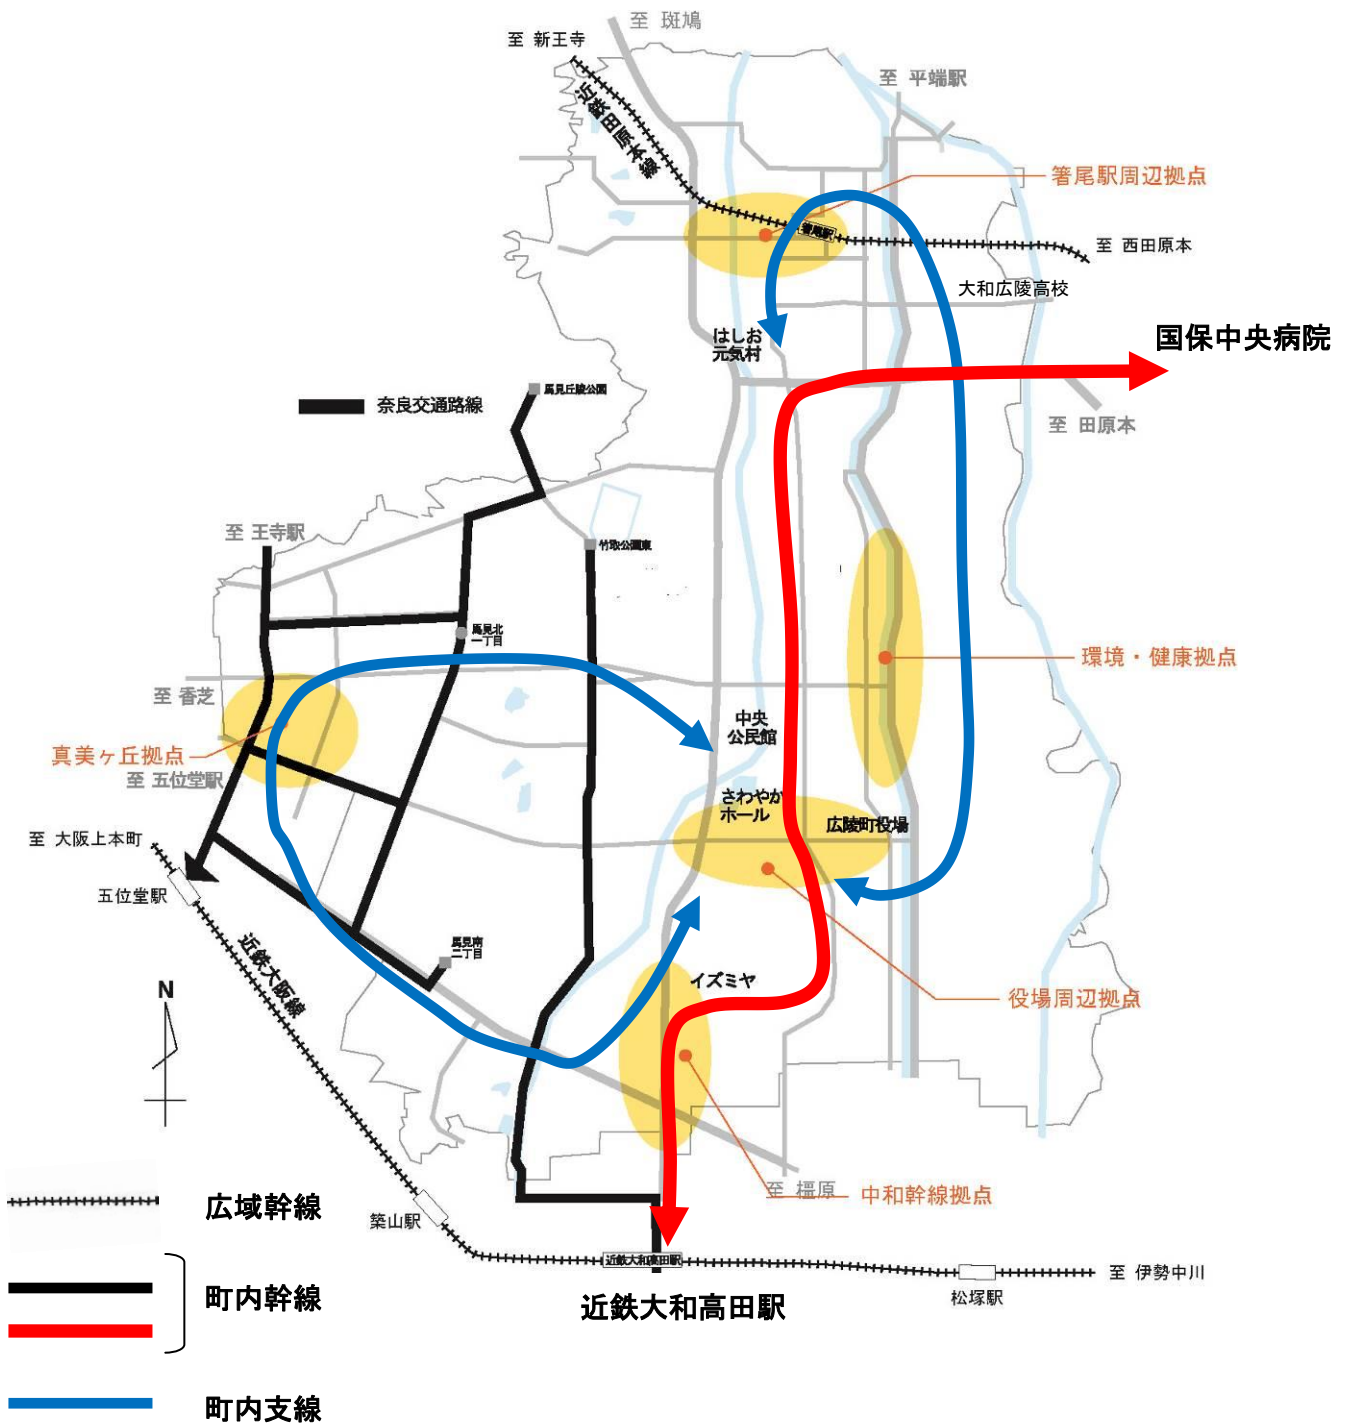 至 斑鳩
至 新王寺
至 平端駅
近鉄田原本線
箸尾駅周辺拠点
箸尾駅
至 西田原本
大和広陵高校
はしお
元気村
国保中央病院
馬見丘陵公園
奈良交通路線
至 田原本
至 王寺駅
竹取公園東
馬見北
一丁目
環境・健康拠点
至 香芝
中央
公民館
真美ヶ丘拠点
至 五位堂駅
さわやか
ホール
広陵町役場
至 大阪上本町
五位堂駅
近鉄大阪線
馬見南
二丁目
イズミヤ
役場周辺拠点
N
至 橿原
中和幹線拠点
広域幹線
築山駅
近鉄大和高田駅
至 伊勢中川
松塚駅
町内幹線
近鉄大和高田駅
町内支線